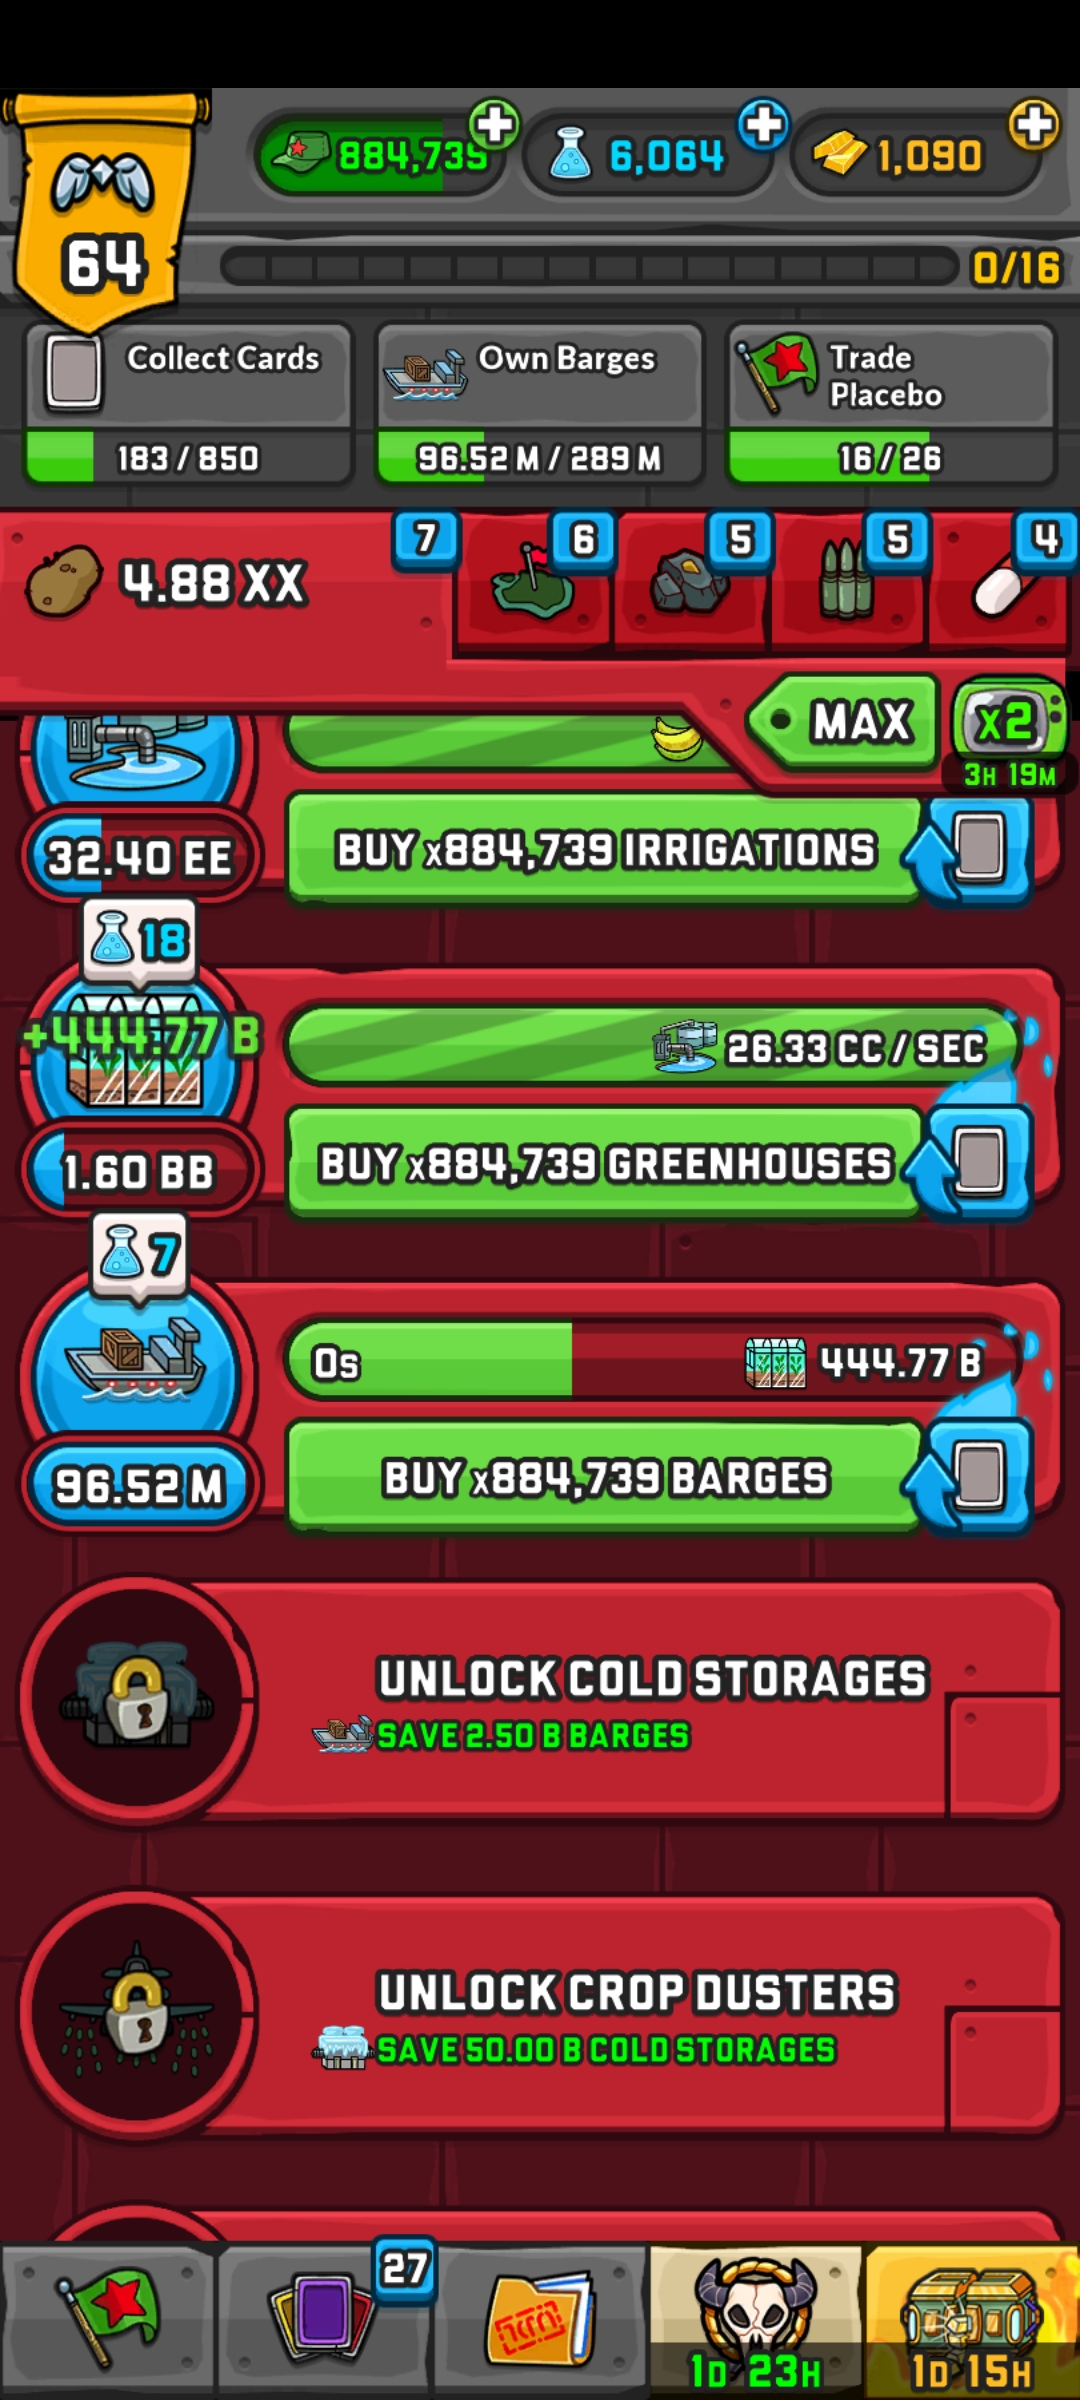 64
884,739
6,064
1,090
0/16
Collect Cards
183 / 850
Own Barges
96.52 M / 289 M
Trade
Placebo
16 / 26
4.88 XX
7
6
5
5
4
MAX
x2
3H 19M
32.40 EE
BUY x884,739 IRRIGATIONS
18
+444.77 B
26.33 CC / SEC
1.60 BB
BUY x884,739 GREENHOUSES
7
0s
444.77 B
96.52 M
BUY x884,739 BARGES
UNLOCK COLD STORAGES
SAVE 2.50 B BARGES
UNLOCK CROP DUSTERS
SAVE 50.00 B COLD STORAGES
27
1D 23H
1D 15H